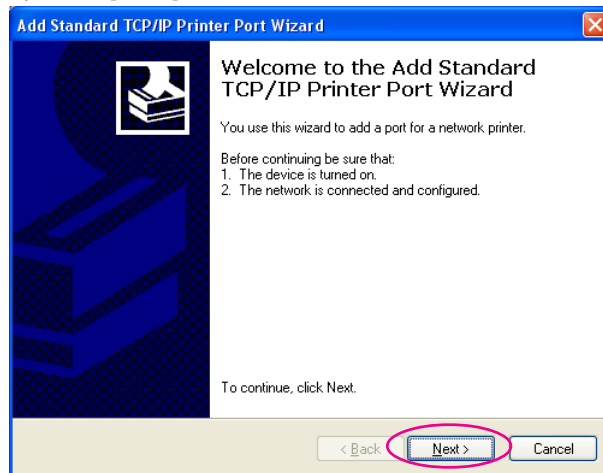 Add Standard TCP/IP Printer Port Wizard
Welcome to the Add Standard
TCP/IP Printer Port Wizard
You use this wizard to add a port for a network printer.
Before continuing be sure that:
1. The device is turned on.
2. The network is connected and configured.
To continue, click Next.
< Back Next > Cancel